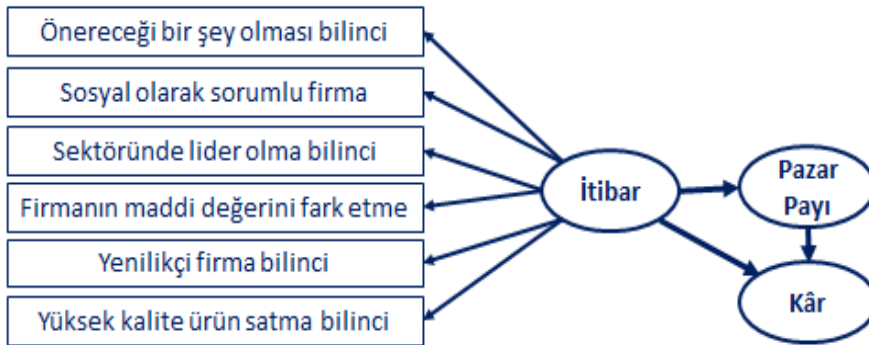 Önereceği bir şey olması bilinci
Sosyal olarak sorumlu firma
Sektöründe lider olma bilinci
Firmanın maddi değerini fark etme
Yenilikçi firma bilinci
Yüksek kalite ürün satma bilinci
İtibar
Pazar
Payı
Kâr